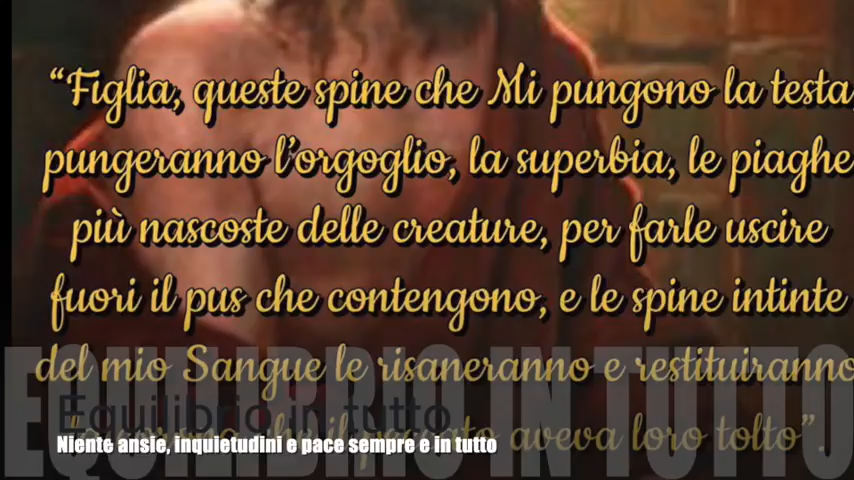 “Figlia, queste spine che Mi pungono la testa
pungeranno l’orgoglio, la superbia, le piaghe
più nascoste delle creature, per farle uscire
fuori il pus che contengono, e le spine intinte
del mio Sangue le risaneranno e restituiranno
aveva loro tolto”.
EQUILIBRIO IN TUTTO
Equilibrio in tutto
Niente ansie, inquietudini e pace sempre e in tutto